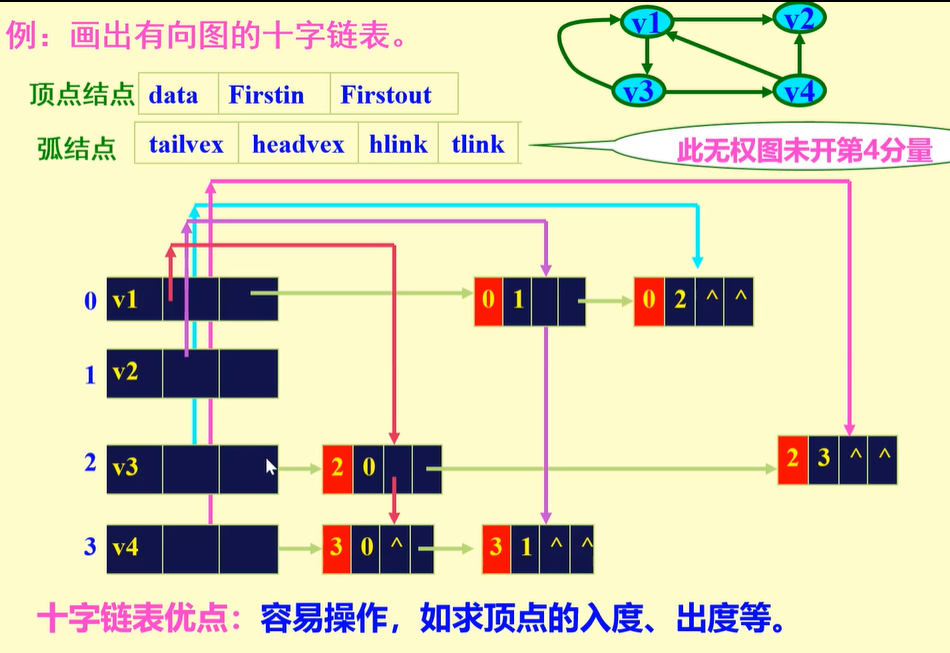 例：画出有向图的十字链表。
v1 v2
v3 v4
顶点结点 data Firstin Firstout
弧结点 tailvex headvex hlink tlink
此无权图未开第4分量
0 v1 0 1 0 2 ^ ^
1 v2
2 v3 2 0 2 3 ^ ^
3 v4 3 0 ^ 3 1 ^ ^
十字链表优点：容易操作，如求顶点的入度、出度等。